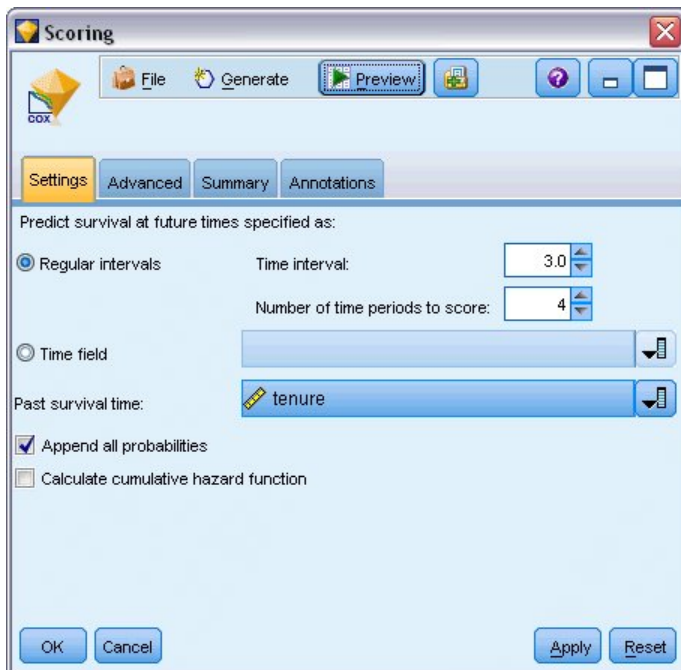 Scoring
COX
File Generate Preview
Settings Advanced Summary Annotations
Predict survival at future times specified as:
Regular intervals Time interval: 3.0
Number of time periods to score: 4
Time field
Past survival time: tenure
Append all probabilities
Calculate cumulative hazard function
OK Cancel Apply Reset